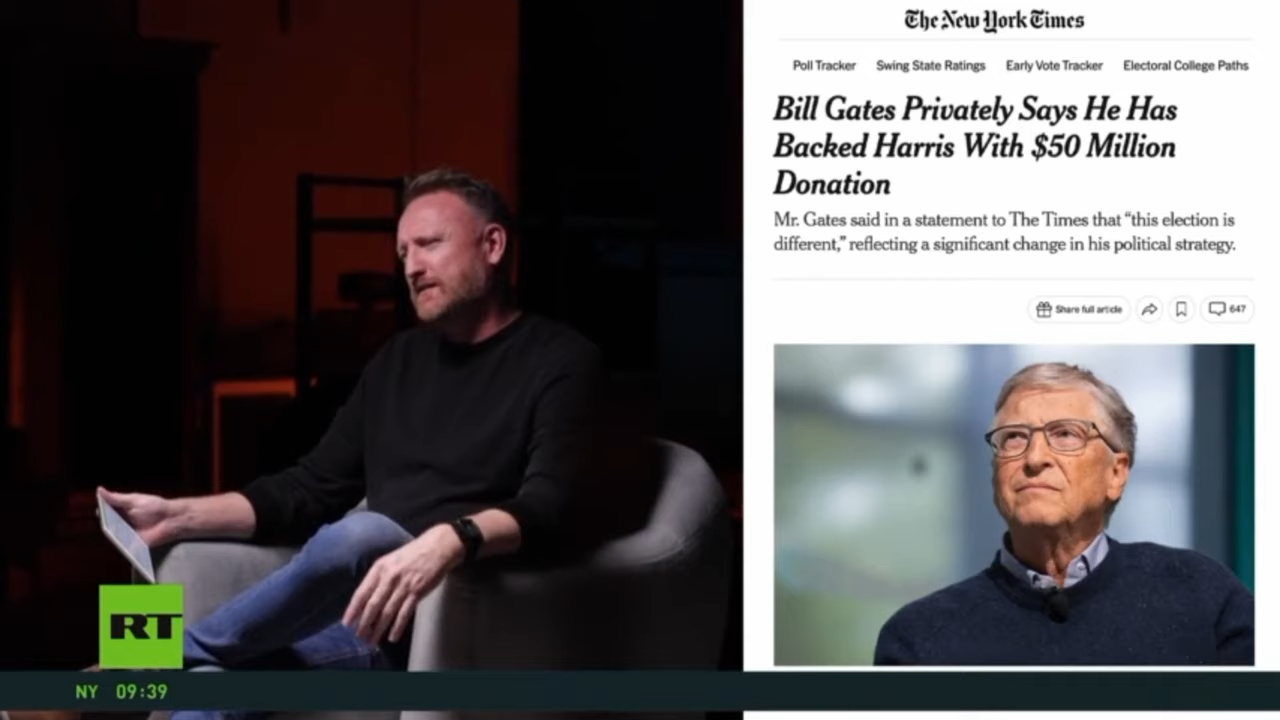 The New York Times
Poll Tracker Swing State Ratings Early Vote Tracker Electoral College Paths
Bill Gates Privately Says He Has
Backed Harris With $50 Million
Donation
Mr. Gates said in a statement to The Times that “this election is
different,” reflecting a significant change in his political strategy.
Share full article
647
RT
NY 09:39